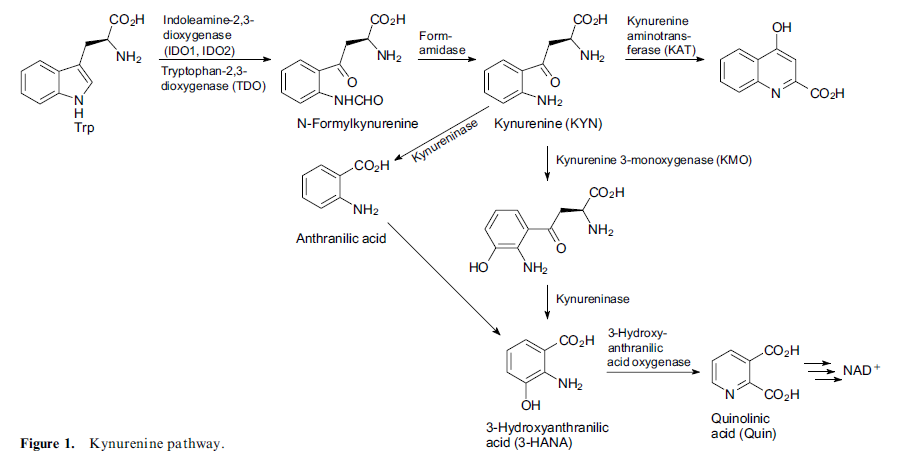 CO₂H
NH₂
N
H
Trp
Indoleamine-2,3-
dioxygenase
(IDO1, IDO2)
Tryptophan-2,3-
dioxygenase (TDO)
CO₂H
NH₂
O
NHCHO
N-Formylkynurenine
Form-
amidase
CO₂H
NH₂
O
NH₂
Kynurenine (KYN)
Kynurenine
aminotrans-
ferase (KAT)
OH
N
CO₂H
Kynureninase
CO₂H
NH₂
Anthranilic acid
Kynurenine 3-monoxygenase (KMO)
CO₂H
NH₂
O
HO
NH₂
Kynureninase
CO₂H
NH₂
OH
3-Hydroxyanthranilic
acid (3-HANA)
3-Hydroxy-
anthranilic
acid oxygenase
CO₂H
N
CO₂H
Quinolinic
acid (Quin)
NAD⁺
Figure 1. Kynurenine pathway.